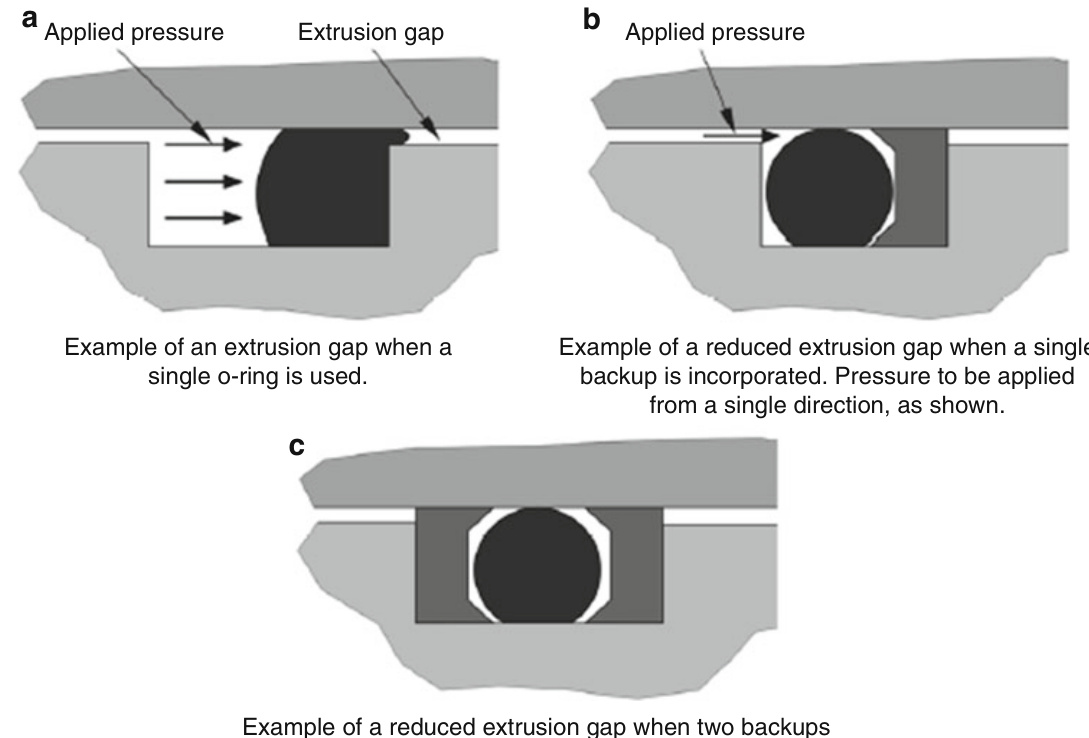 a
Applied pressure
Extrusion gap
b
Applied pressure
Example of an extrusion gap when a
single o-ring is used.
Example of a reduced extrusion gap when a single
backup is incorporated. Pressure to be applied
from a single direction, as shown.
c
Example of a reduced extrusion gap when two backups